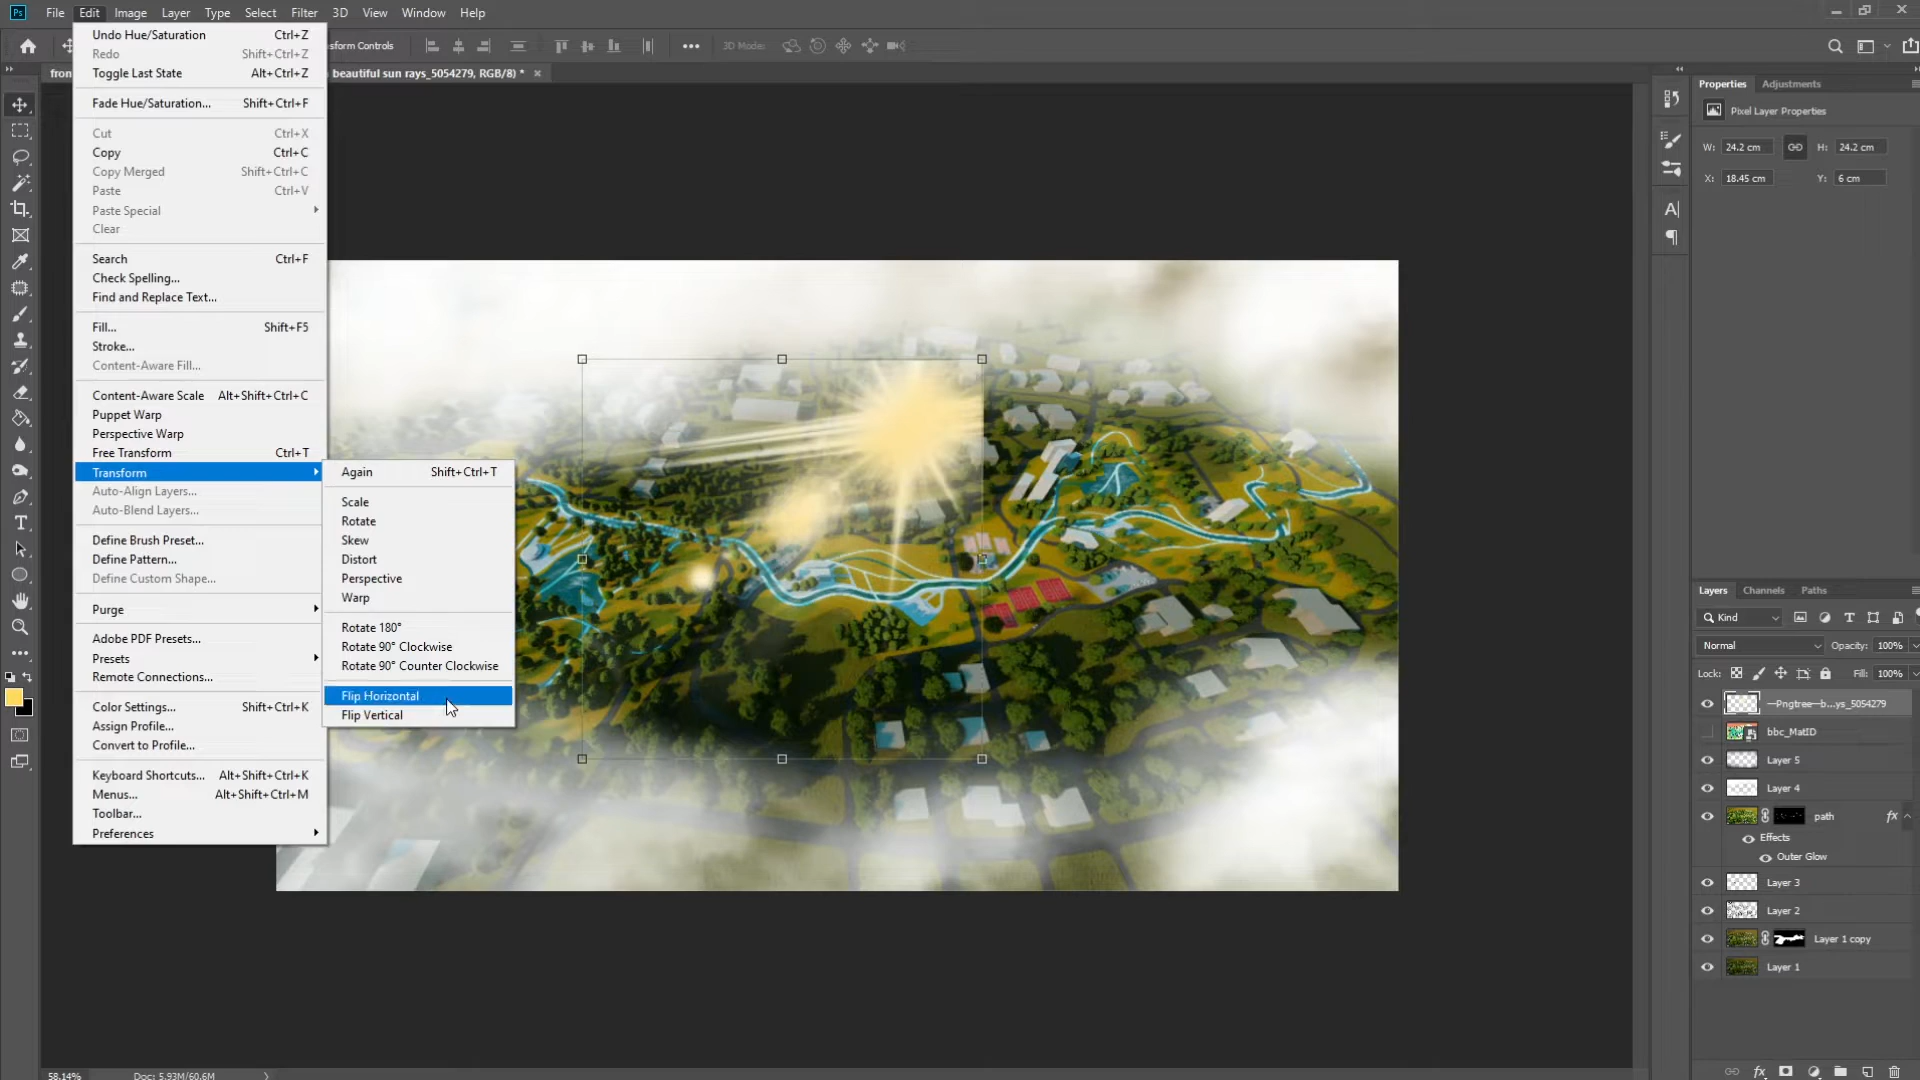 Ps File Edit Image Layer Type Select Filter 3D View Window Help
nsform Controls 3D Mode:
fron beautiful sun rays_5054279, RGB/8) *
Undo Hue/Saturation Ctrl+Z
Redo Shift+Ctrl+Z
Toggle Last State Alt+Ctrl+Z
Fade Hue/Saturation... Shift+Ctrl+F
Cut Ctrl+X
Copy Ctrl+C
Copy Merged Shift+Ctrl+C
Paste Ctrl+V
Paste Special
Clear
Search Ctrl+F
Check Spelling...
Find and Replace Text...
Fill... Shift+F5
Stroke...
Content-Aware Fill...
Content-Aware Scale Alt+Shift+Ctrl+C
Puppet Warp
Perspective Warp
Free Transform Ctrl+T
Transform
Auto-Align Layers...
Auto-Blend Layers...
Define Brush Preset...
Define Pattern...
Define Custom Shape...
Purge
Adobe PDF Presets...
Presets
Remote Connections...
Color Settings... Shift+Ctrl+K
Assign Profile...
Convert to Profile...
Keyboard Shortcuts... Alt+Shift+Ctrl+K
Menus... Alt+Shift+Ctrl+M
Toolbar...
Preferences
Again Shift+Ctrl+T
Scale
Rotate
Skew
Distort
Perspective
Warp
Rotate 180°
Rotate 90° Clockwise
Rotate 90° Counter Clockwise
Flip Horizontal
Flip Vertical
Properties Adjustments
Pixel Layer Properties
W: 24.2 cm H: 24.2 cm
X: 18.45 cm Y: 6 cm
Layers Channels Paths
Kind
Normal Opacity: 100%
Lock: Fill: 100%
—Pngtree—b...ys_5054279
bbc_MatID
Layer 5
Layer 4
path fx
Effects
Outer Glow
Layer 3
Layer 2
Layer 1 copy
Layer 1
58.14% Doc: 5.93M/60.6M